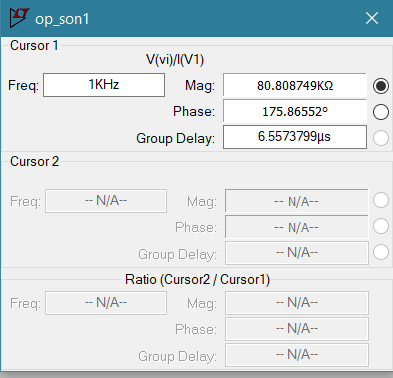 op_son1
Cursor 1
V(vi)/I(V1)
Freq: 1KHz Mag: 80.808749KΩ
Phase: 175.86552°
Group Delay: 6.5573799µs
Cursor 2
Freq: -- N/A-- Mag: -- N/A--
Phase: -- N/A--
Group Delay: -- N/A--
Ratio (Cursor2 / Cursor1)
Freq: -- N/A-- Mag: -- N/A--
Phase: -- N/A--
Group Delay: -- N/A--